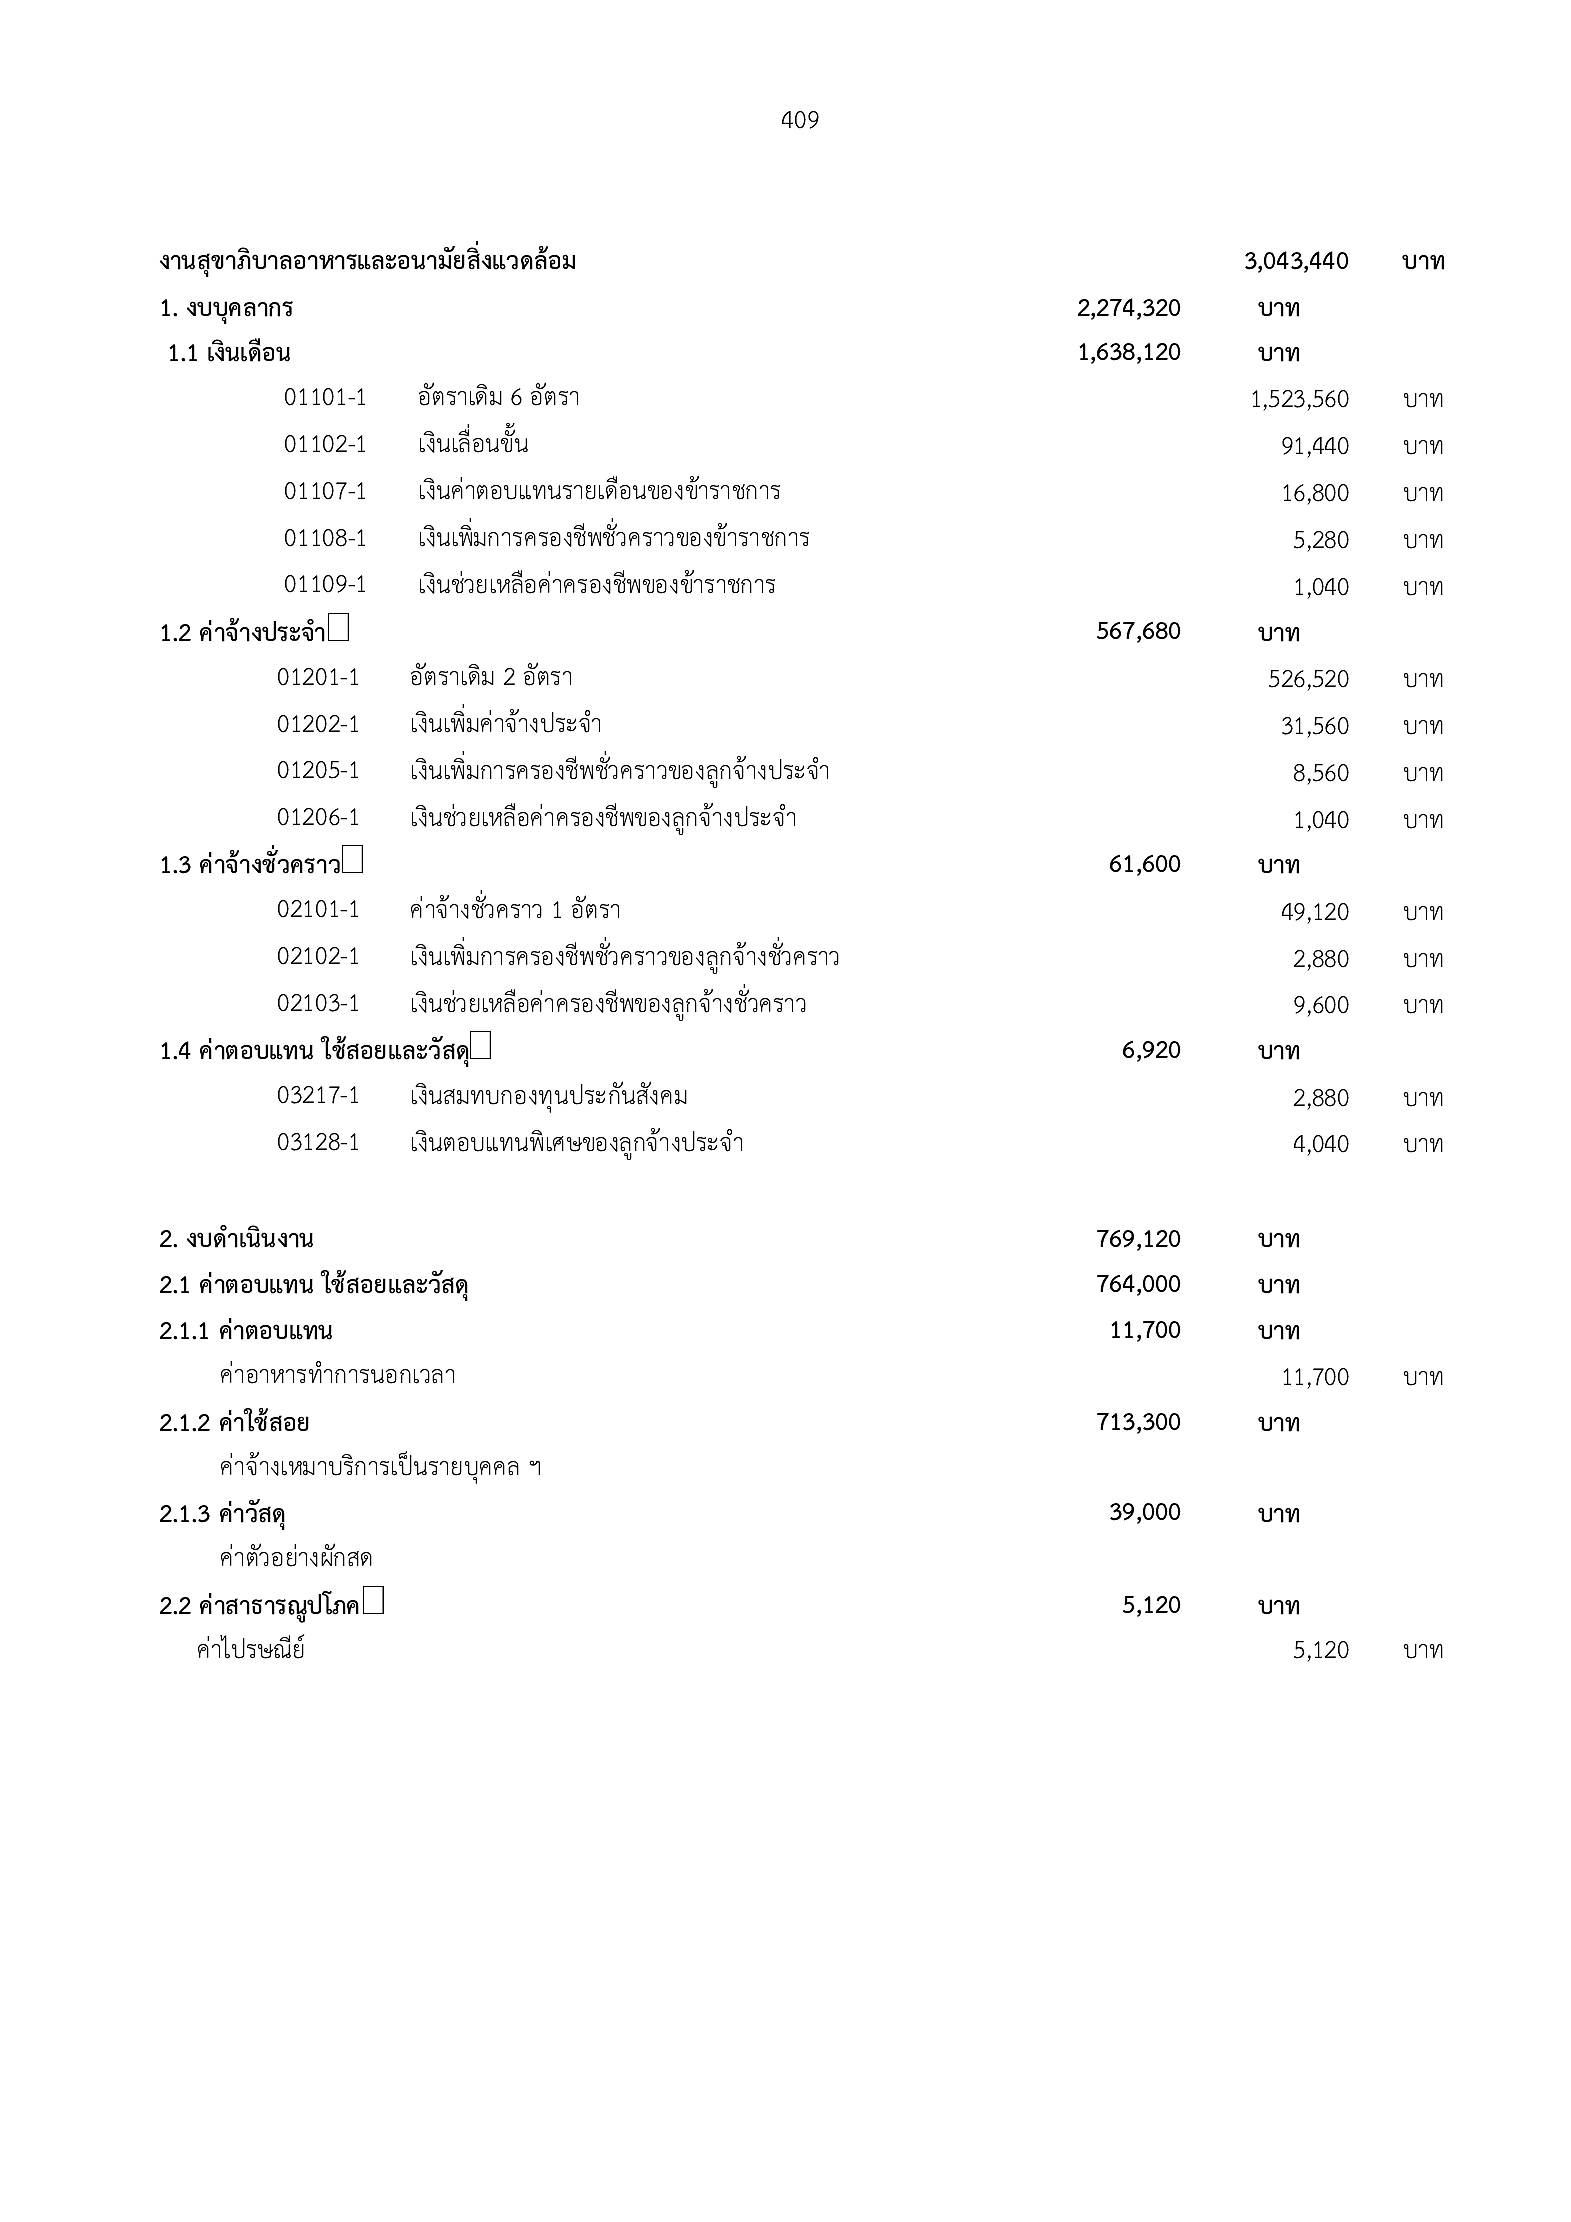 409
งานสุขาภิบาลอาหารและอนามัยสิ่งแวดล้อม 3,043,440 บาท
1. งบบุคลากร 2,274,320 บาท
1.1 เงินเดือน 1,638,120 บาท
01101-1 อัตราเดิม 6 อัตรา 1,523,560 บาท
01102-1 เงินเลื่อนขั้น 91,440 บาท
01107-1 เงินค่าตอบแทนรายเดือนของข้าราชการ 16,800 บาท
01108-1 เงินเพิ่มการครองชีพชั่วคราวของข้าราชการ 5,280 บาท
01109-1 เงินช่วยเหลือค่าครองชีพของข้าราชการ 1,040 บาท
1.2 ค่าจ้างประจำ 567,680 บาท
01201-1 อัตราเดิม 2 อัตรา 526,520 บาท
01202-1 เงินเพิ่มค่าจ้างประจำ 31,560 บาท
01205-1 เงินเพิ่มการครองชีพชั่วคราวของลูกจ้างประจำ 8,560 บาท
01206-1 เงินช่วยเหลือค่าครองชีพของลูกจ้างประจำ 1,040 บาท
1.3 ค่าจ้างชั่วคราว 61,600 บาท
02101-1 ค่าจ้างชั่วคราว 1 อัตรา 49,120 บาท
02102-1 เงินเพิ่มการครองชีพชั่วคราวของลูกจ้างชั่วคราว 2,880 บาท
02103-1 เงินช่วยเหลือค่าครองชีพของลูกจ้างชั่วคราว 9,600 บาท
1.4 ค่าตอบแทน ใช้สอยและวัสดุ 6,920 บาท
03217-1 เงินสมทบกองทุนประกันสังคม 2,880 บาท
03128-1 เงินตอบแทนพิเศษของลูกจ้างประจำ 4,040 บาท
2. งบดำเนินงาน 769,120 บาท
2.1 ค่าตอบแทน ใช้สอยและวัสดุ 764,000 บาท
2.1.1 ค่าตอบแทน 11,700 บาท
ค่าอาหารทำการนอกเวลา 11,700 บาท
2.1.2 ค่าใช้สอย 713,300 บาท
ค่าจ้างเหมาบริการเป็นรายบุคคล ฯ
2.1.3 ค่าวัสดุ 39,000 บาท
ค่าตัวอย่างผักสด
2.2 ค่าสาธารณูปโภค 5,120 บาท
ค่าไปรษณีย์ 5,120 บาท